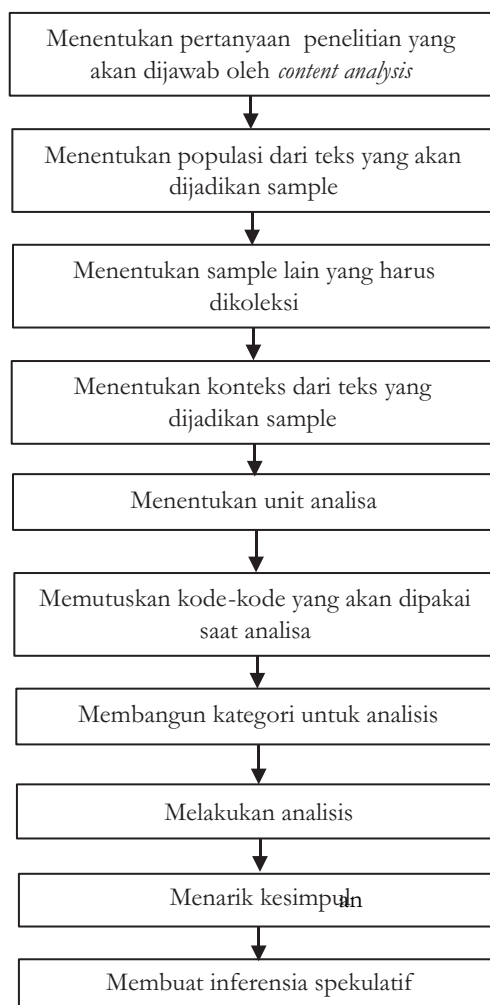 Menentukan pertanyaan penelitian yang
akan dijawab oleh content analysis
Menentukan populasi dari teks yang akan
dijadikan sample
Menentukan sample lain yang harus
dikoleksi
Menentukan konteks dari teks yang
dijadikan sample
Menentukan unit analisa
Memutuskan kode-kode yang akan dipakai
saat analisa
Membangun kategori untuk analisis
Melakukan analisis
Menarik kesimpulan
Membuat inferensia spekulatif